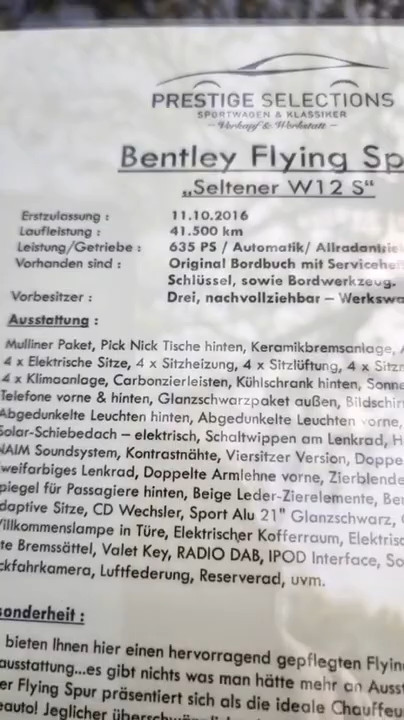 PRESTIGE SELECTIONS
SPORTWAGEN & KLASSIKER
– Verkauf & Werkstatt –
Bentley Flying Sp
„Seltener W12 S“
Erstzulassung : 11.10.2016
Laufleistung : 41.500 km
Leistung/Getriebe : 635 PS / Automatik/ Allradantrie
Vorhanden sind : Original Bordbuch mit Servicehe
Schlüssel, sowie Bordwerkzeug.
Vorbesitzer : Drei, nachvollziehbar – Werkswa
Ausstattung :
Mulliner Paket, Pick Nick Tische hinten, Keramikbremsanlage,
4 x Elektrische Sitze, 4 x Sitzheizung, 4 x Sitzlüftung, 4 x Sitzm
4 x Klimaanlage, Carbonzierleisten, Kühlschrank hinten, Sonne
Telefone vorne & hinten, Glanzschwarzpaket außen, Bildschir
Abgedunkelte Leuchten hinten, Abgedunkelte Leuchten vorne,
Solar-Schiebedach – elektrisch, Schaltwippen am Lenkrad, H
NAIM Soundsystem, Kontrastnähte, Viersitzer Version, Doppe
weifarbiges Lenkrad, Doppelte Armlehne vorne, Zierblende
piegel für Passagiere hinten, Beige Leder-Zierelemente, Be
daptive Sitze, CD Wechsler, Sport Alu 21" Glanzschwarz,
Willkommenslampe in Türe, Elektrischer Kofferraum, Elektrisc
te Bremssättel, Valet Key, RADIO DAB, IPOD Interface, So
ckfahrkamera, Luftfederung, Reserverad, uvm.
sonderheit :
bieten Ihnen hier einen hervorragend gepflegten Flyin
ausstattung...es gibt nichts was man hätte mehr an Ausst
er Flying Spur präsentiert sich als die ideale Chauffeu
eauto! Jeglicher